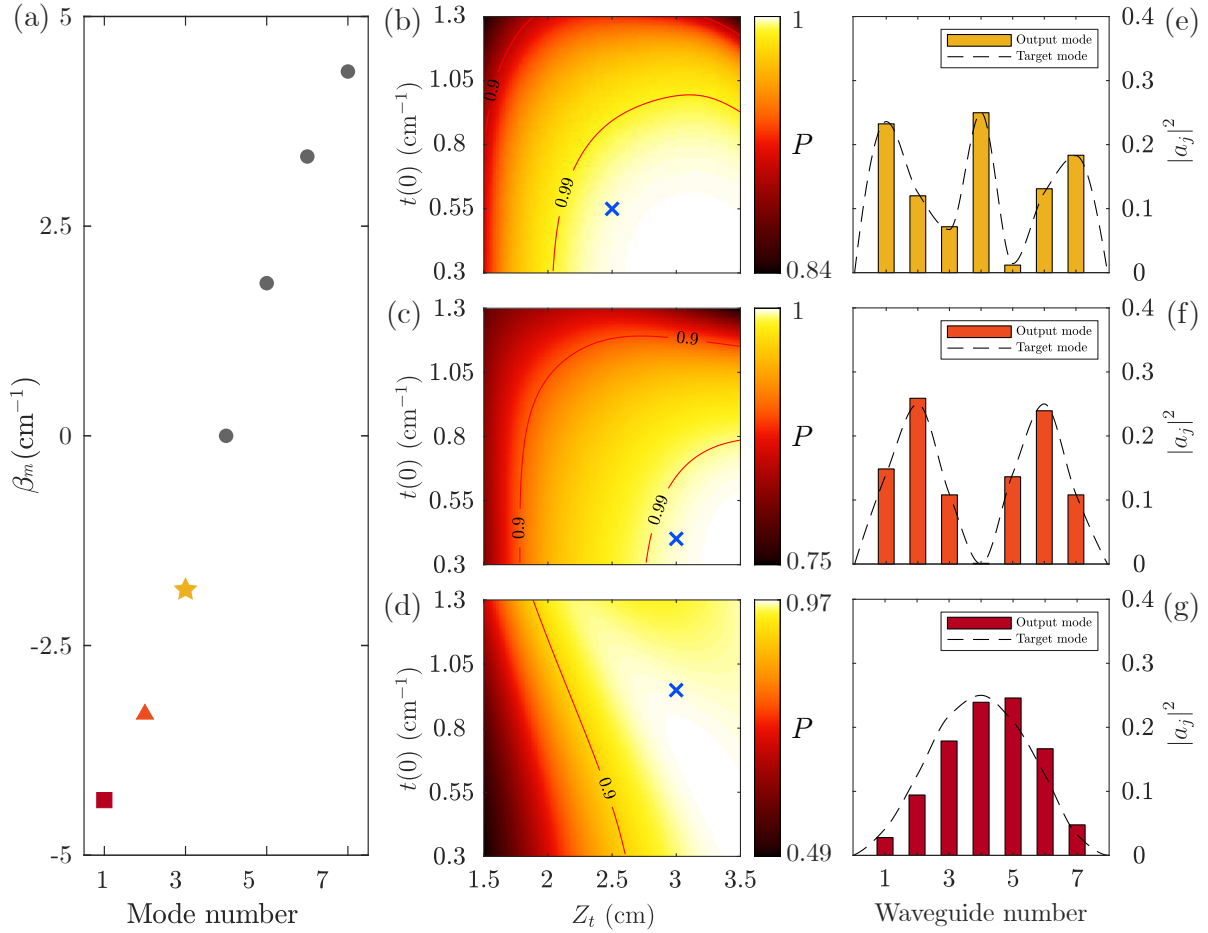 (a)
5
2.5
0
-2.5
-5
β_m (cm⁻¹)
1
3
5
7
Mode number
(b)
1.3
1.05
0.8
0.55
0.3
t(0) (cm⁻¹)
0.9
0.99
1
P
0.84
(c)
1.3
1.05
0.8
0.55
0.3
t(0) (cm⁻¹)
0.9
0.9
0.99
1
P
0.75
(d)
1.3
1.05
0.8
0.55
0.3
t(0) (cm⁻¹)
0.9
0.97
P
0.49
1.5
2
2.5
3
3.5
Z_t (cm)
(e)
Output mode
Target mode
0.4
0.3
0.2
0.1
0
|a_j|²
(f)
Output mode
Target mode
0.4
0.3
0.2
0.1
0
|a_j|²
(g)
Output mode
Target mode
0.4
0.3
0.2
0.1
0
|a_j|²
1
3
5
7
Waveguide number